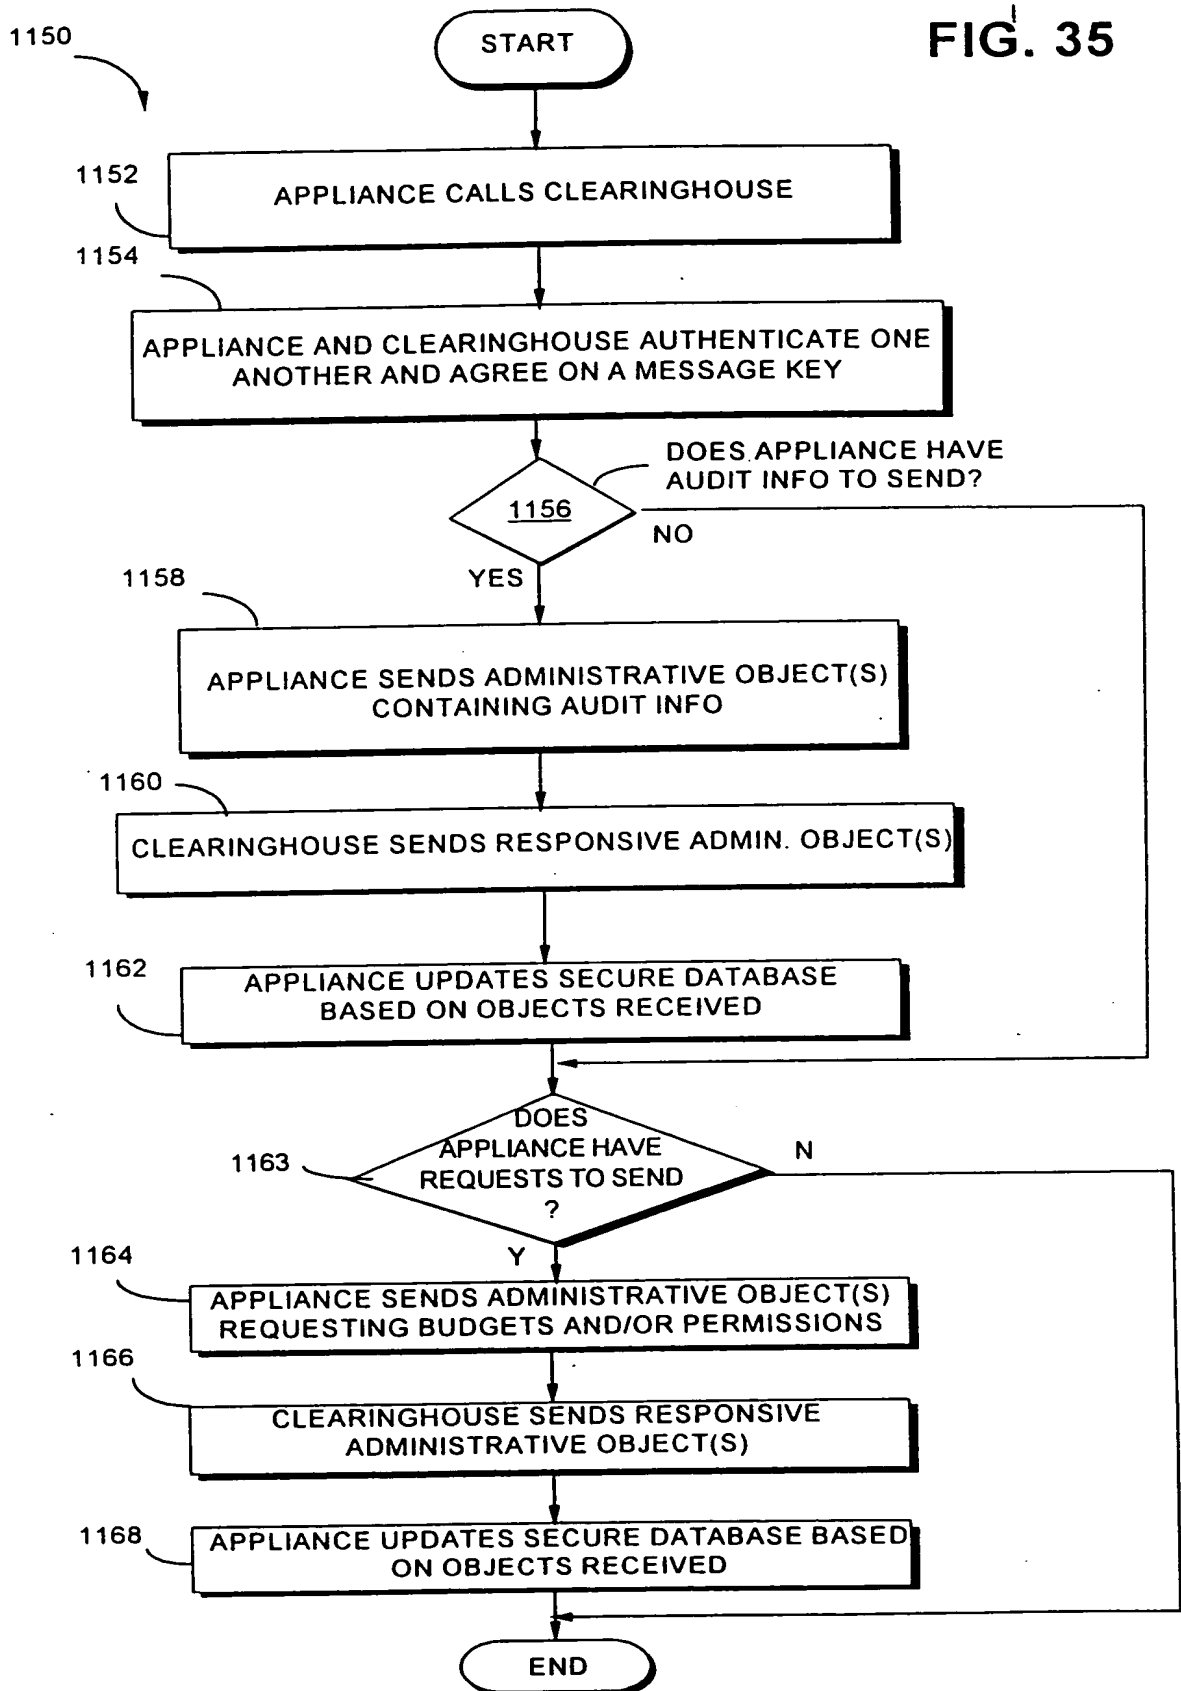 FIG. 35
1150
START
1152
APPLIANCE CALLS CLEARINGHOUSE
1154
APPLIANCE AND CLEARINGHOUSE AUTHENTICATE ONE
ANOTHER AND AGREE ON A MESSAGE KEY
DOES APPLIANCE HAVE
AUDIT INFO TO SEND?
1156
NO
YES
1158
APPLIANCE SENDS ADMINISTRATIVE OBJECT(S)
CONTAINING AUDIT INFO
1160
CLEARINGHOUSE SENDS RESPONSIVE ADMIN. OBJECT(S)
1162
APPLIANCE UPDATES SECURE DATABASE
BASED ON OBJECTS RECEIVED
1163
DOES
APPLIANCE HAVE
REQUESTS TO SEND
?
N
Y
1164
APPLIANCE SENDS ADMINISTRATIVE OBJECT(S)
REQUESTING BUDGETS AND/OR PERMISSIONS
1166
CLEARINGHOUSE SENDS RESPONSIVE
ADMINISTRATIVE OBJECT(S)
1168
APPLIANCE UPDATES SECURE DATABASE BASED
ON OBJECTS RECEIVED
END